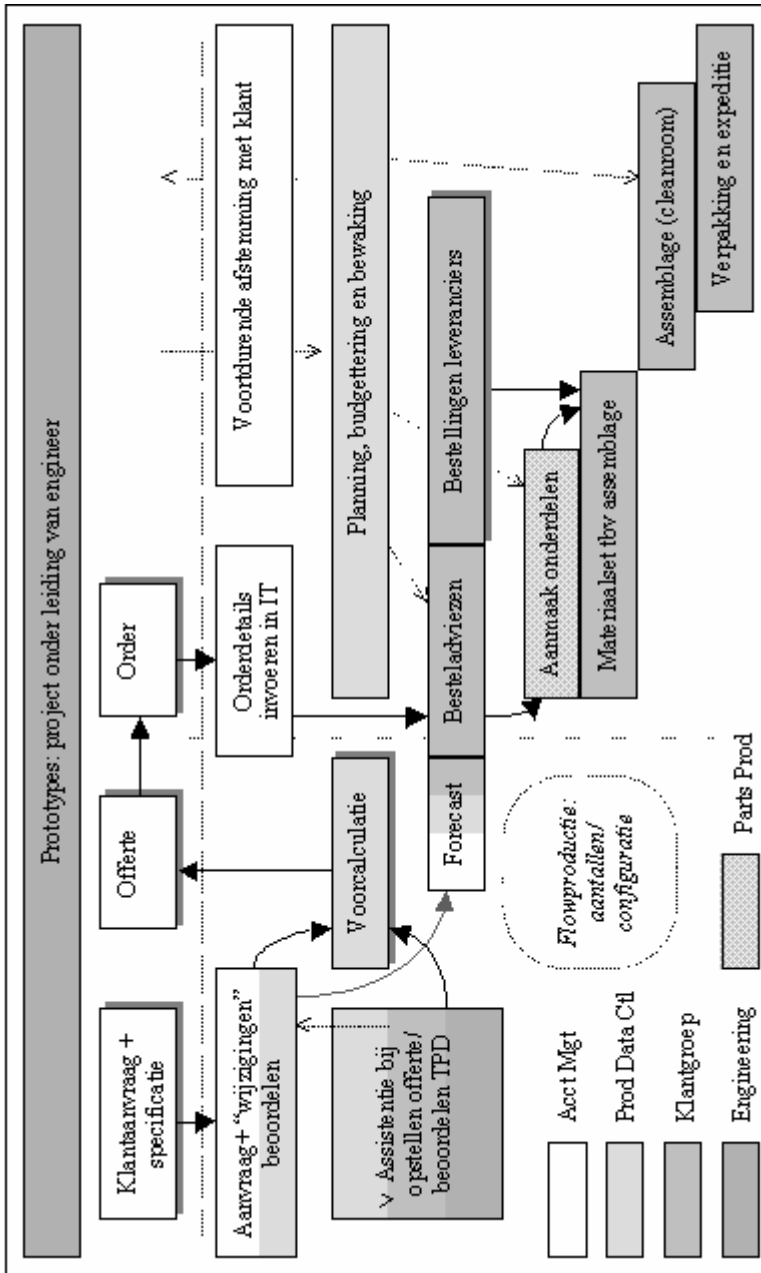 Prototypes: project onder leiding van engineer
Klantaanvraag +
specificatie
Offerte
Order
Aanvraag+ “wijzigingen”
beoordelen
Orderdetails
invoeren in IT
Voortdurende afstemming met klant
v Assistentie bij
opstellen offerte/
beoordelen TPD
Voorcalculatie
Planning, budgettering en bewaking
Forecast
Besteladviezen
Bestellingen leveranciers
Flowproductie:
aantallen/
configuratie
Aanmaak onderdelen
Materiaalset tbv assemblage
Assemblage (cleanroom)
Verpakking en expeditie
Acct Mgt
Prod Data Ctl
Klantgroep
Engineering
Parts Prod